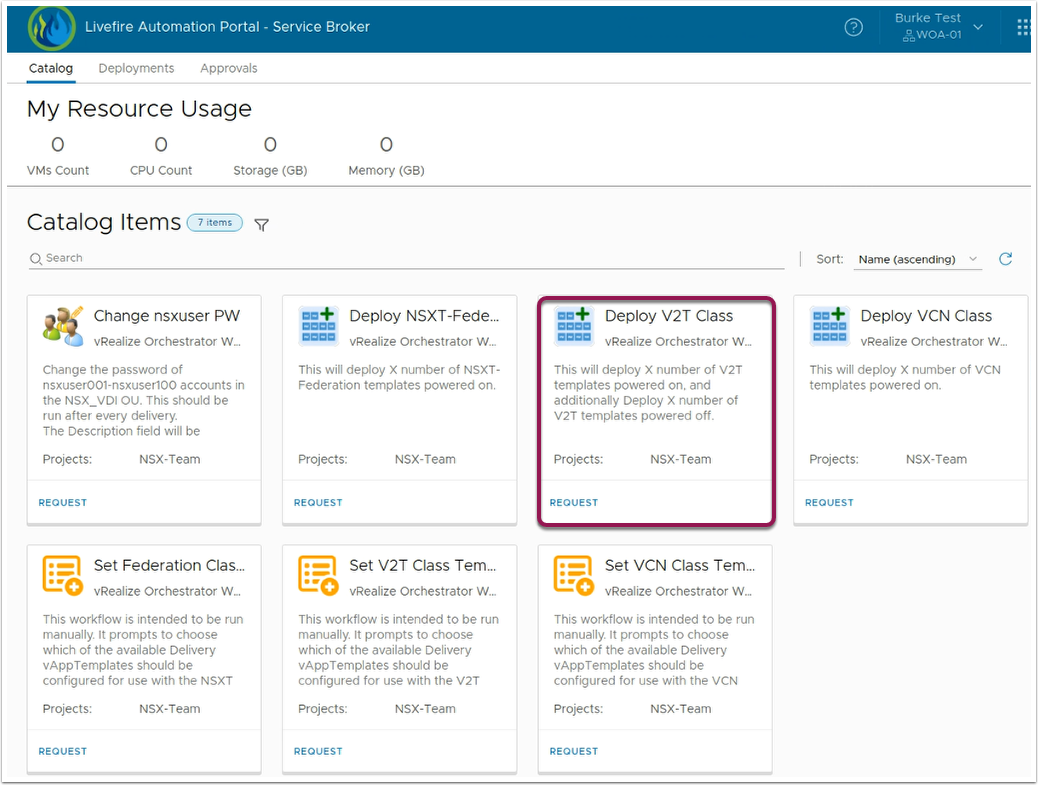 Livefire Automation Portal - Service Broker
Burke Test
WOA-01
Catalog Deployments Approvals
My Resource Usage
0 0 0 0
VMs Count CPU Count Storage (GB) Memory (GB)
Catalog Items 7 items
Search
Sort: Name (ascending)
Change nsxuser PW
vRealize Orchestrator W...
Change the password of
nsxuser001-nsxuser100 accounts in
the NSX_VDI OU. This should be
run after every delivery.
The Description field will be
Projects: NSX-Team
REQUEST
Deploy NSXT-Fede...
vRealize Orchestrator W...
This will deploy X number of NSXT-
Federation templates powered on.
Projects: NSX-Team
REQUEST
Deploy V2T Class
vRealize Orchestrator W...
This will deploy X number of V2T
templates powered on, and
additionally Deploy X number of
V2T templates powered off.
Projects: NSX-Team
REQUEST
Deploy VCN Class
vRealize Orchestrator W...
This will deploy X number of VCN
templates powered on.
Projects: NSX-Team
REQUEST
Set Federation Clas...
vRealize Orchestrator W...
This workflow is intended to be run
manually. It prompts to choose
which of the available Delivery
vAppTemplates should be
configured for use with the NSXT
Projects: NSX-Team
REQUEST
Set V2T Class Tem...
vRealize Orchestrator W...
This workflow is intended to be run
manually. It prompts to choose
which of the available Delivery
vAppTemplates should be
configured for use with the V2T
Projects: NSX-Team
REQUEST
Set VCN Class Tem...
vRealize Orchestrator W...
This workflow is intended to be run
manually. It prompts to choose
which of the available Delivery
vAppTemplates should be
configured for use with the VCN
Projects: NSX-Team
REQUEST